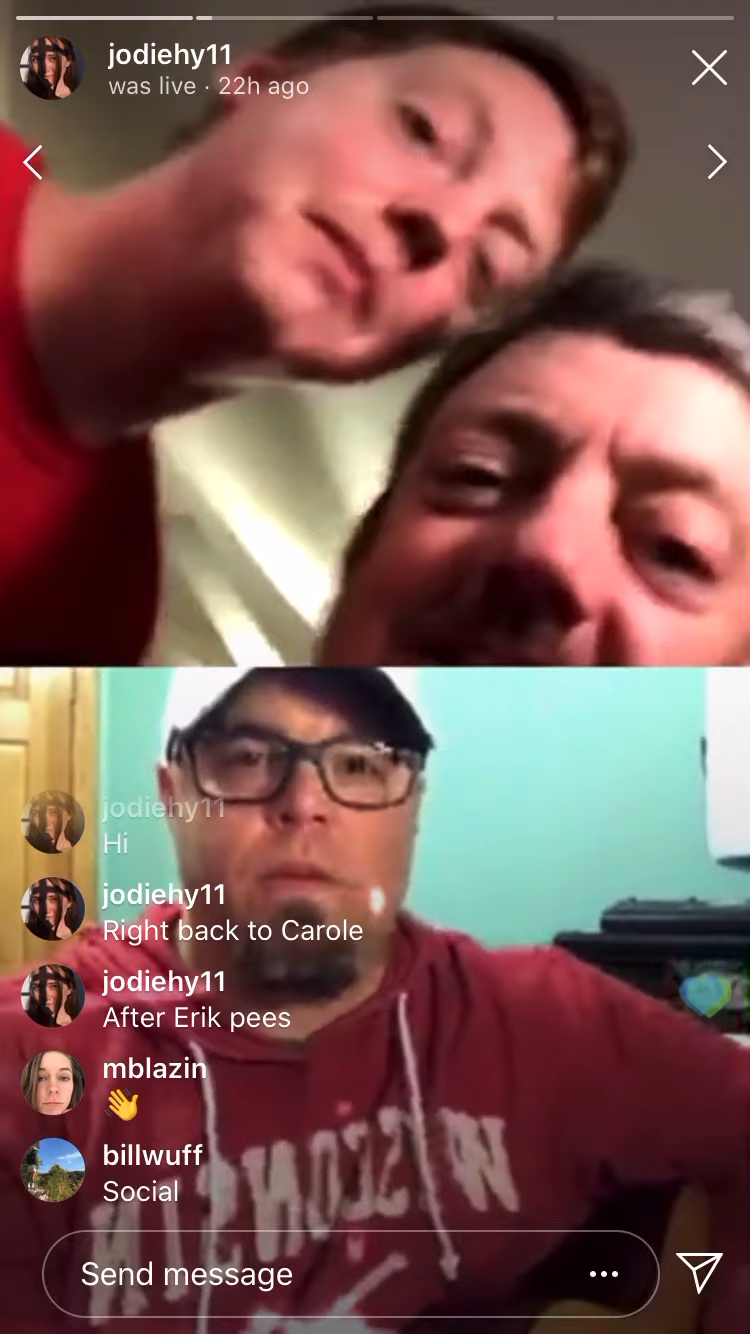 jodiehy11
was live · 22h ago
jodiehy11
Hi
jodiehy11
Right back to Carole
jodiehy11
After Erik pees
mblazin
👋
billwuff
Social
WISCONSIN
Send message